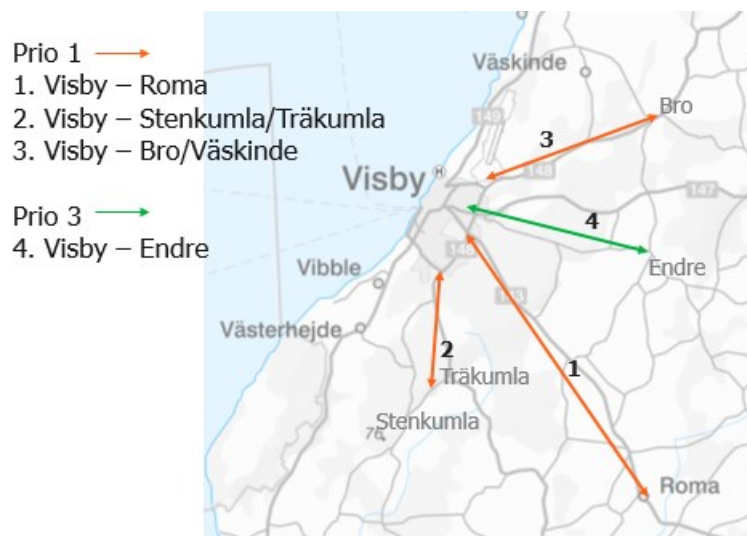 Prio 1
1. Visby – Roma
2. Visby – Stenkumla/Träkumla
3. Visby – Bro/Väskinde
Prio 3
4. Visby – Endre
Väskinde
Bro
149
3
148
Visby
H
147
4
Endre
Vibble
Västerhejde
143
2
Träkumla
1
Stenkumla
76
Roma